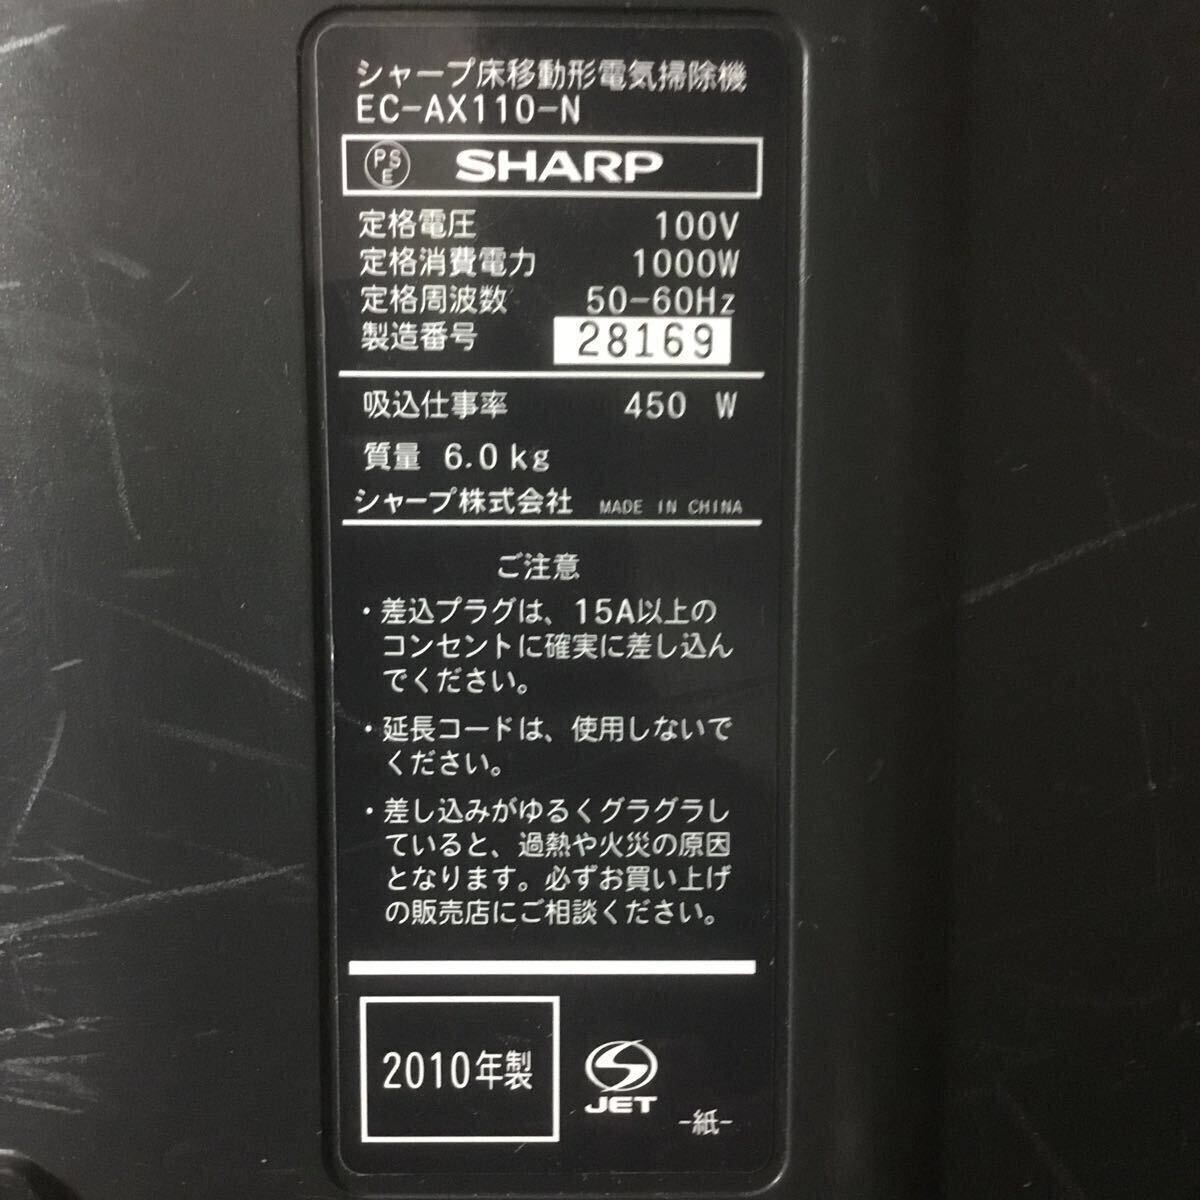 シャープ床移動形電気掃除機
EC-AX110-N
PSE SHARP
定格電圧 100V
定格消費電力 1000W
定格周波数 50-60Hz
製造番号 28169
吸込仕事率 450 W
質量 6.0kg
シャープ株式会社 MADE IN CHINA
ご注意
・差込プラグは、15A以上の
コンセントに確実に差し込ん
でください。
・延長コードは、使用しないで
ください。
・差し込みがゆるくグラグラし
ていると、過熱や火災の原因
となります。必ずお買い上げ
の販売店にご相談ください。
2010年製
JET
-紙-